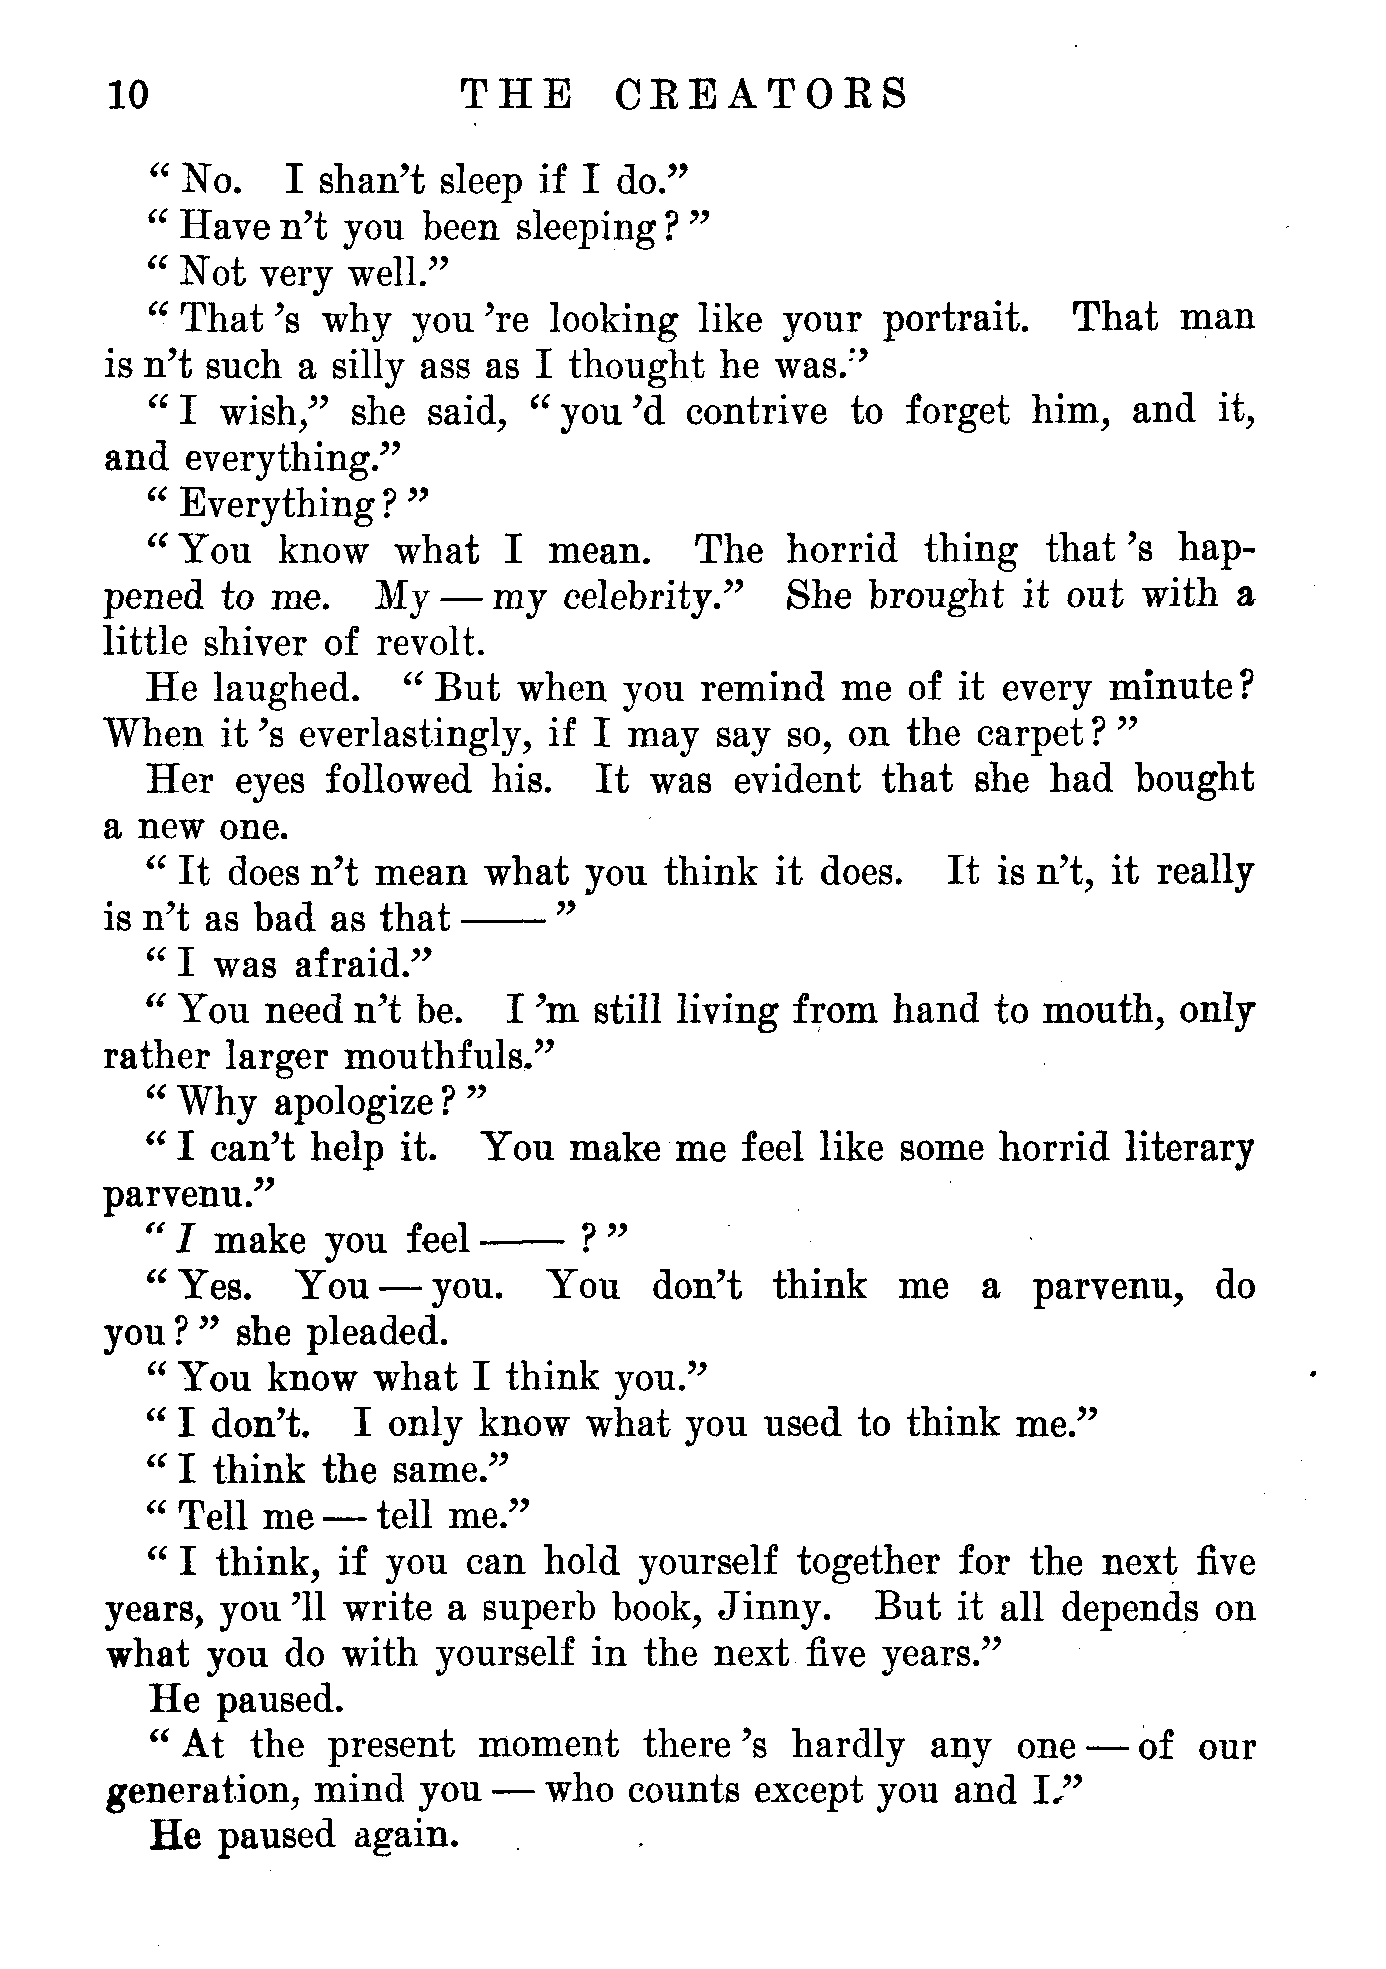 10 THE CREATORS
“ No. I shan’t sleep if I do.”
“ Have n’t you been sleeping ? ”
“ Not very well.”
“ That ’s why you ’re looking like your portrait. That man
is n’t such a silly ass as I thought he was.”
“ I wish,” she said, “ you ’d contrive to forget him, and it,
and everything.”
“ Everything ? ”
“ You know what I mean. The horrid thing that ’s hap-
pened to me. My — my celebrity.” She brought it out with a
little shiver of revolt.
He laughed. “ But when you remind me of it every minute?
When it ’s everlastingly, if I may say so, on the carpet ? ”
Her eyes followed his. It was evident that she had bought
a new one.
“ It does n’t mean what you think it does. It is n’t, it really
is n’t as bad as that —— ”
“ I was afraid.”
“ You need n’t be. I ’m still living from hand to mouth, only
rather larger mouthfuls.”
“ Why apologize ? ”
“ I can’t help it. You make me feel like some horrid literary
parvenu.”
“ I make you feel —— ? ”
“ Yes. You — you. You don’t think me a parvenu, do
you ? ” she pleaded.
“ You know what I think you.”
“ I don’t. I only know what you used to think me.”
“ I think the same.”
“ Tell me — tell me.”
“ I think, if you can hold yourself together for the next five
years, you ’ll write a superb book, Jinny. But it all depends on
what you do with yourself in the next five years.”
He paused.
“ At the present moment there ’s hardly any one — of our
generation, mind you — who counts except you and I.”
He paused again.